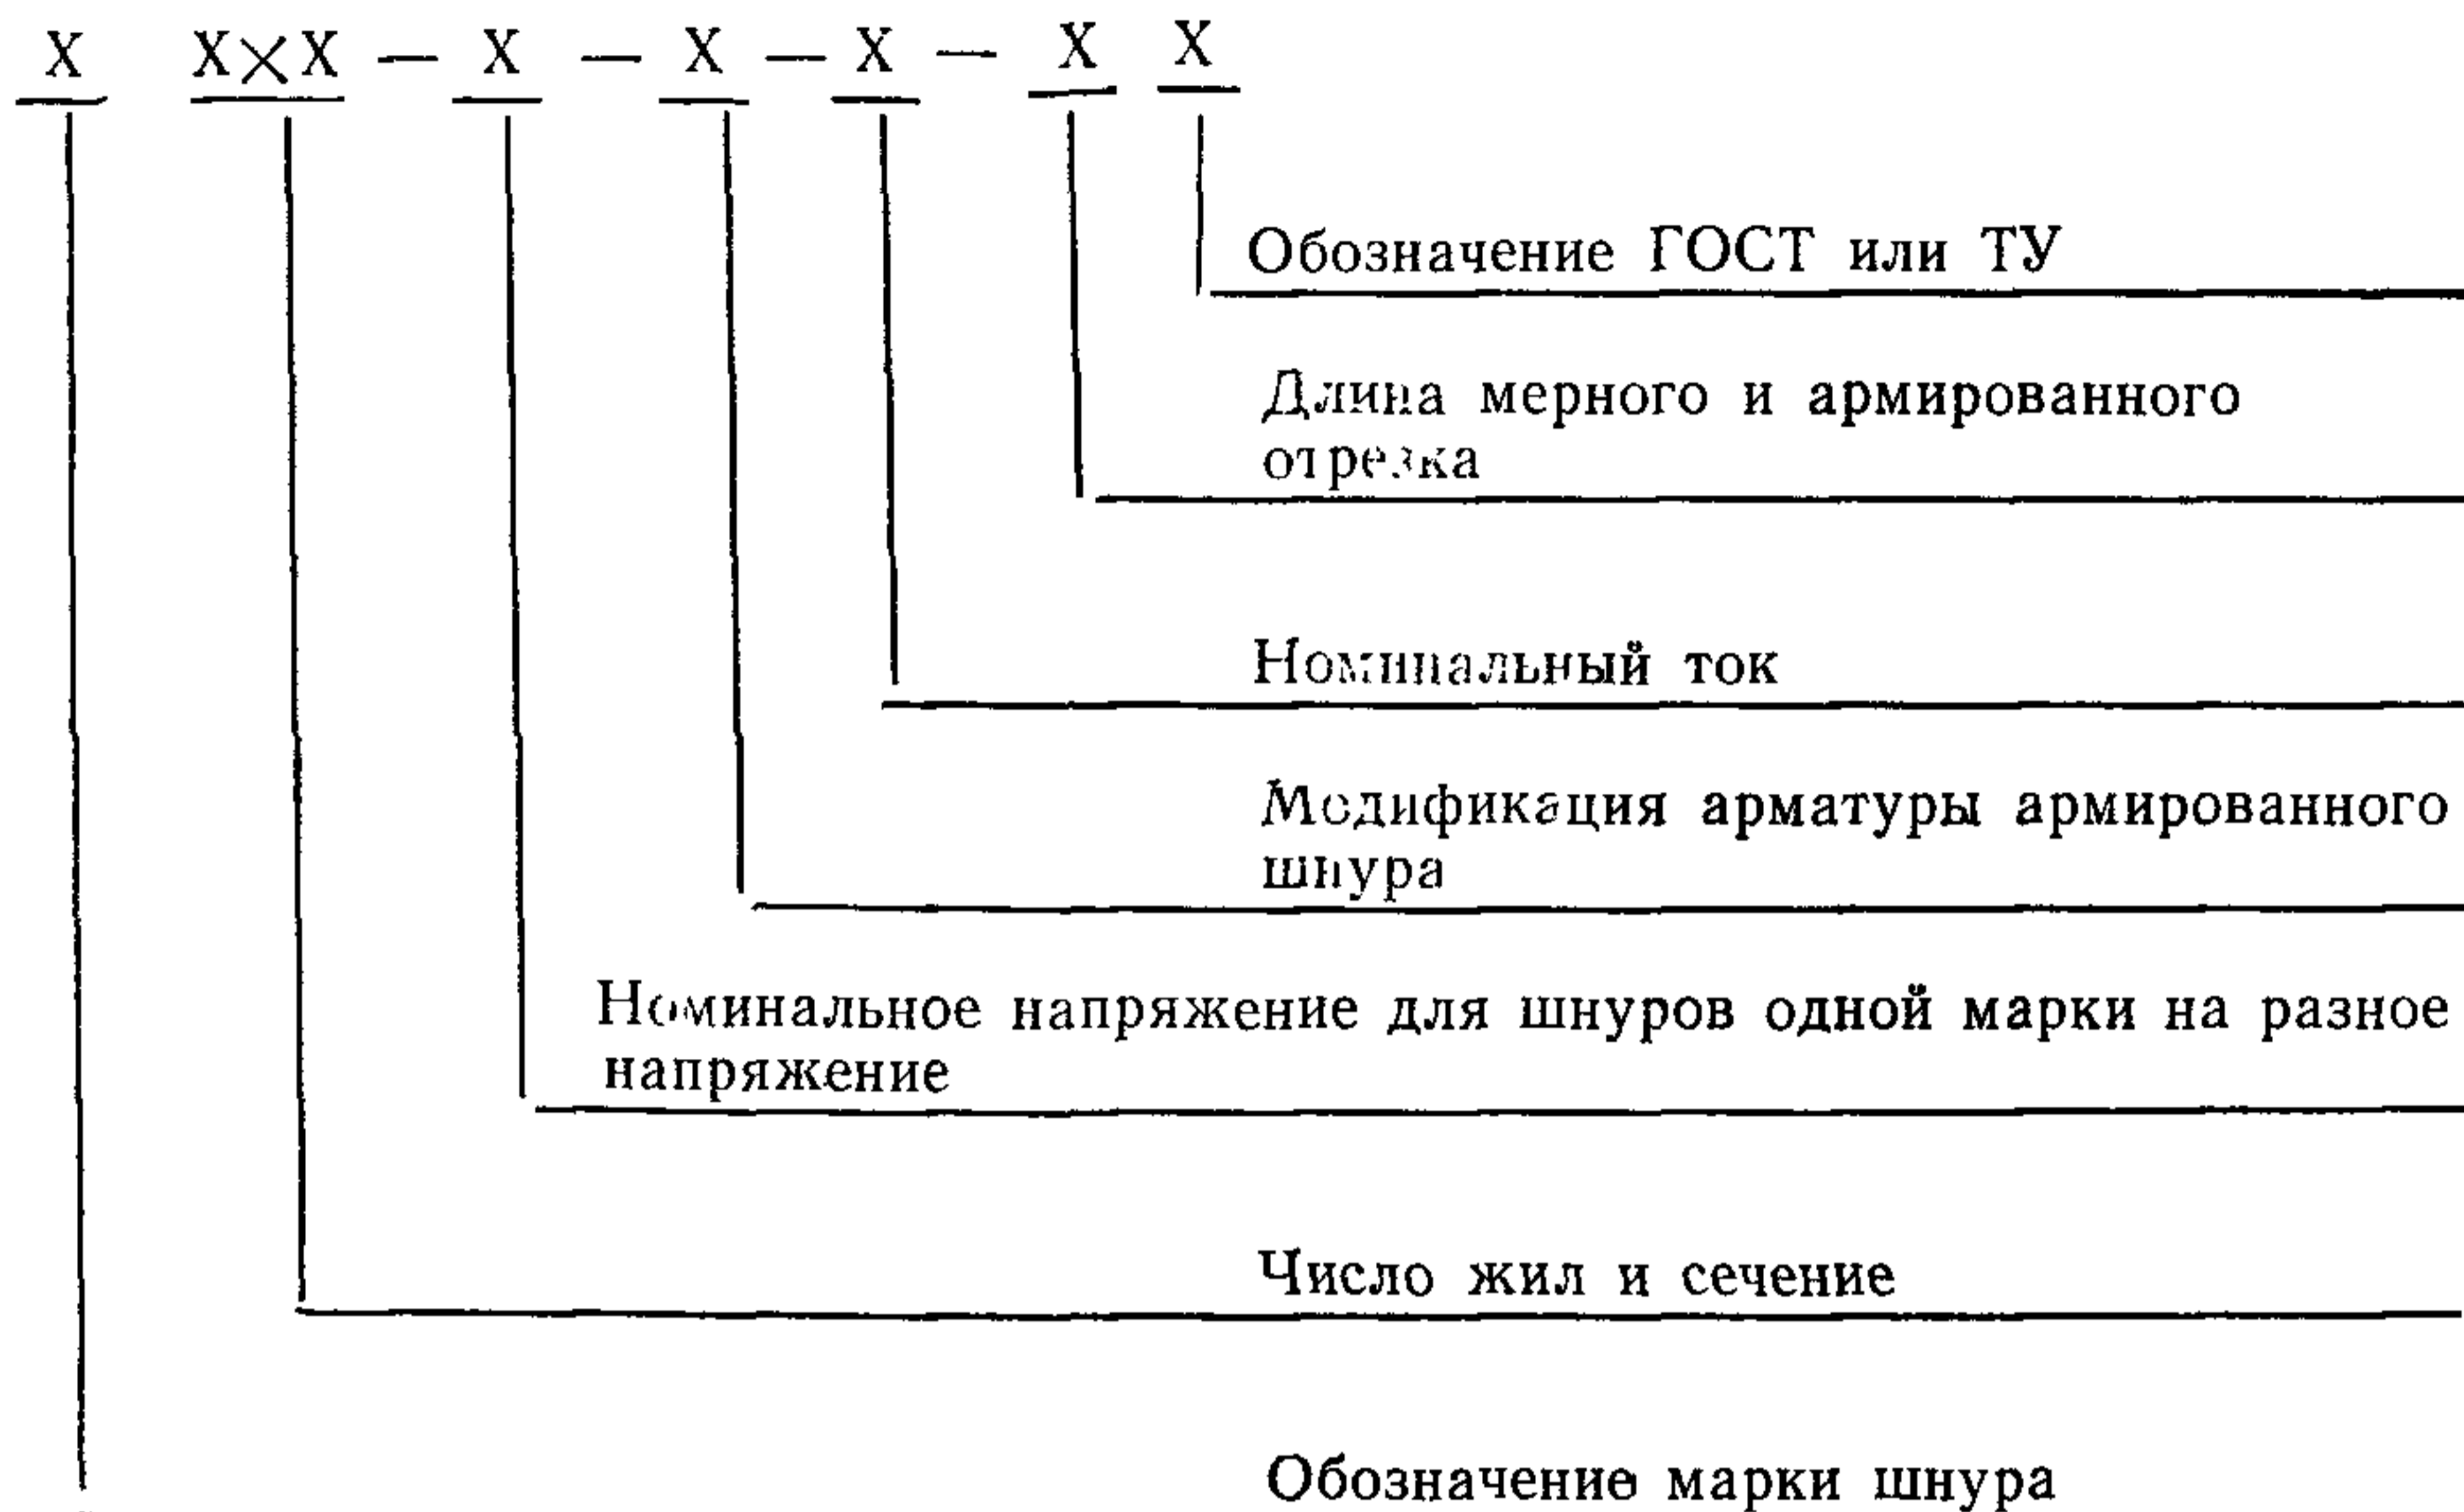 X X×X — X — X — X — X X
Обозначение ГОСТ или ТУ
Длина мерного и армированного
отрезка
Номинальный ток
Модификация арматуры армированного
шнура
Номинальное напряжение для шнуров одной марки на разное
напряжение
Число жил и сечение
Обозначение марки шнура